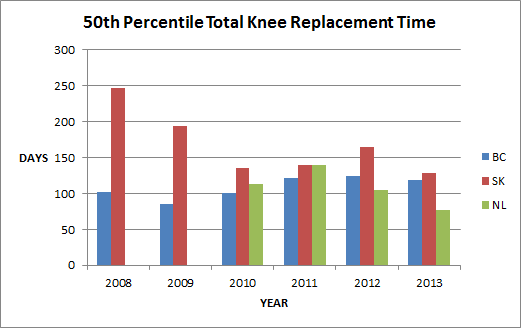 50th Percentile Total Knee Replacement Time
300
250
200
150
100
50
0
DAYS
2008 2009 2010 2011 2012 2013
YEAR
BC
SK
NL